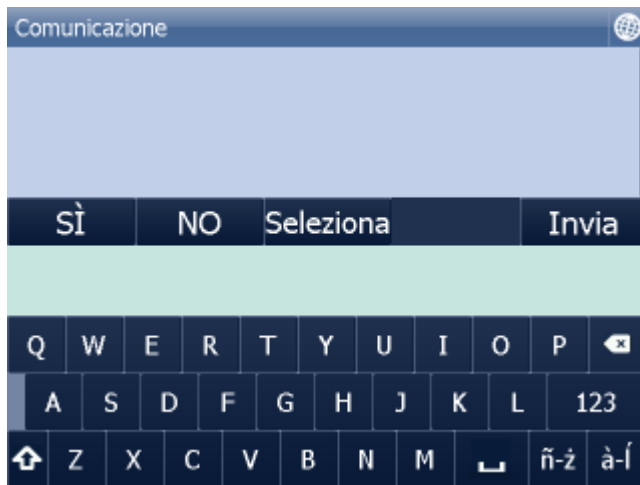 Comunicazione
SÌ NO Seleziona Invia
Q W E R T Y U I O P
A S D F G H J K L 123
Z X C V B N M ñ-ż à-Í